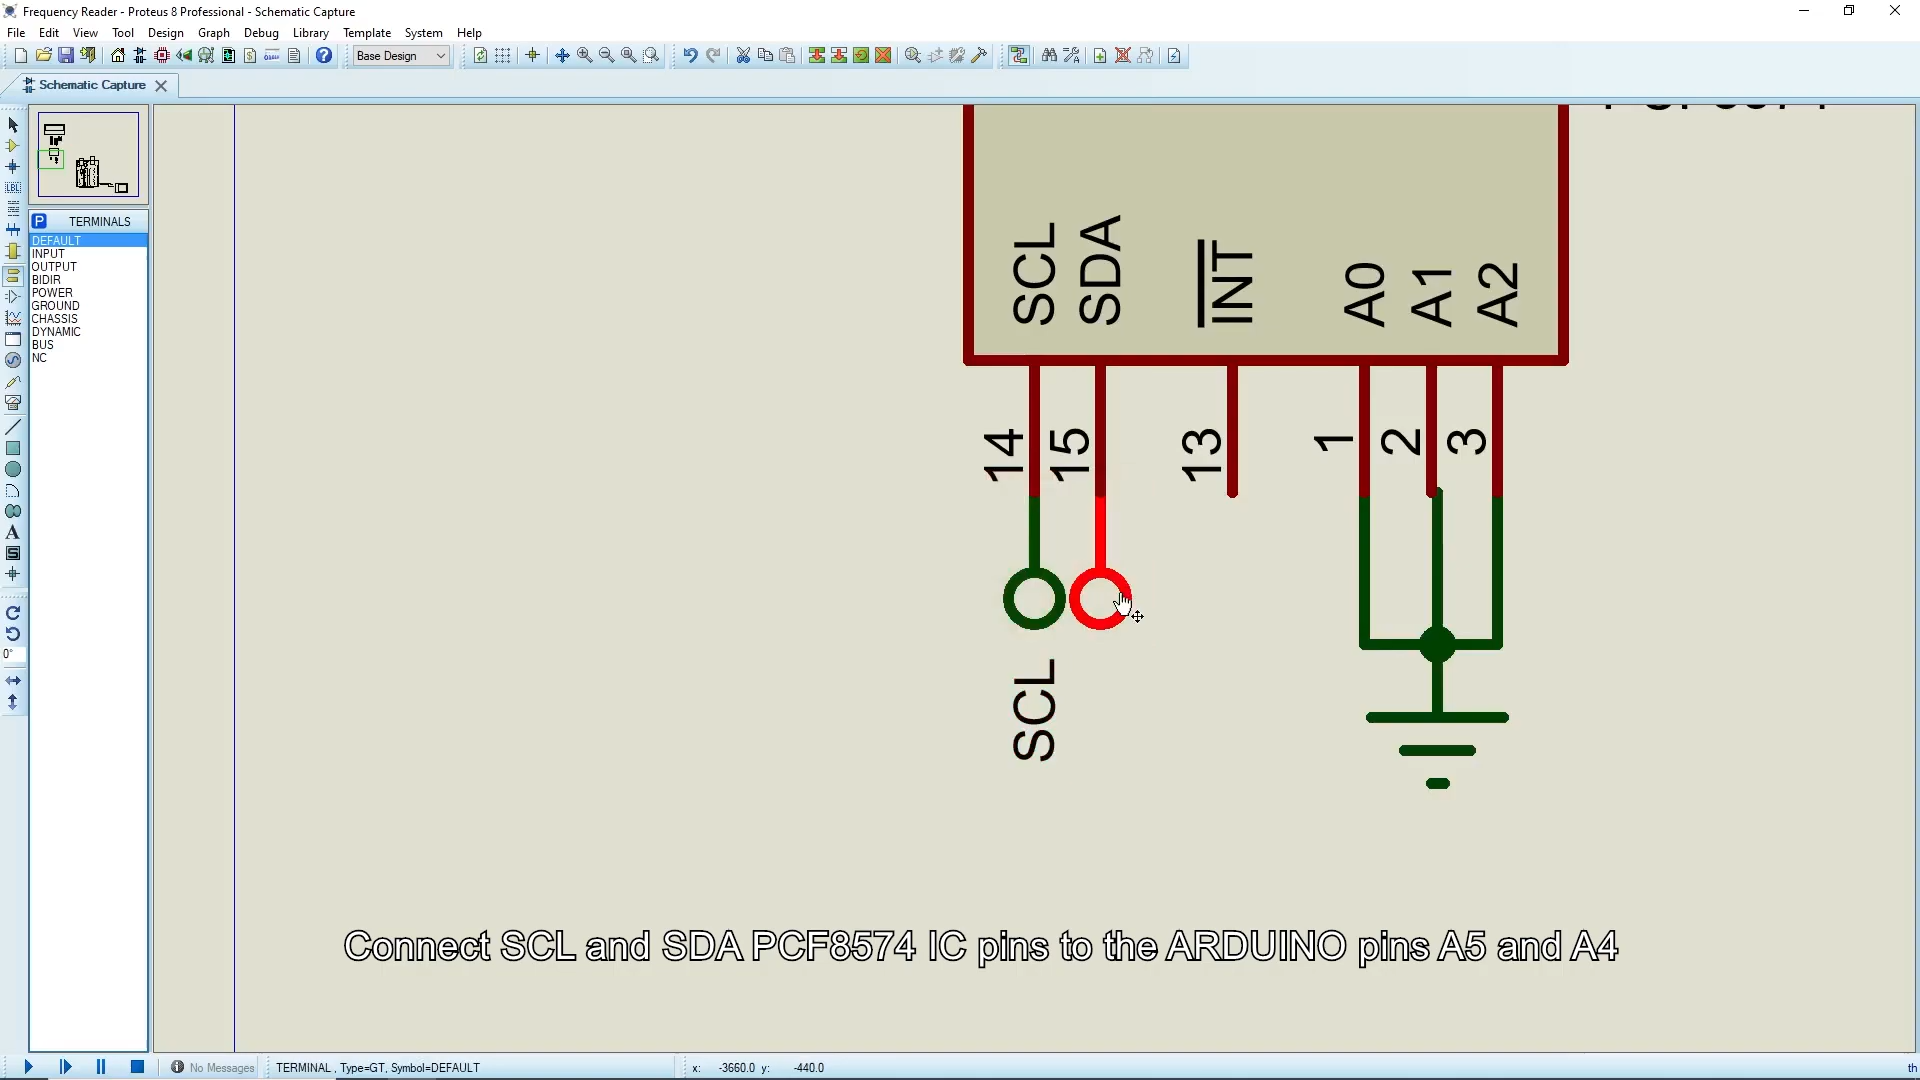 Frequency Reader - Proteus 8 Professional - Schematic Capture
File Edit View Tool Design Graph Debug Library Template System Help
Base Design
Schematic Capture
P TERMINALS
DEFAULT
INPUT
OUTPUT
BIDIR
POWER
GROUND
CHASSIS
DYNAMIC
BUS
NC
LBL
A
S
0°
SCL
SDA
INT
A0
A1
A2
14
15
13
1
2
3
SCL
Connect SCL and SDA PCF8574 IC pins to the ARDUINO pins A5 and A4
No Messages
TERMINAL , Type=GT, Symbol=DEFAULT
x: -3660.0 y: -440.0
th